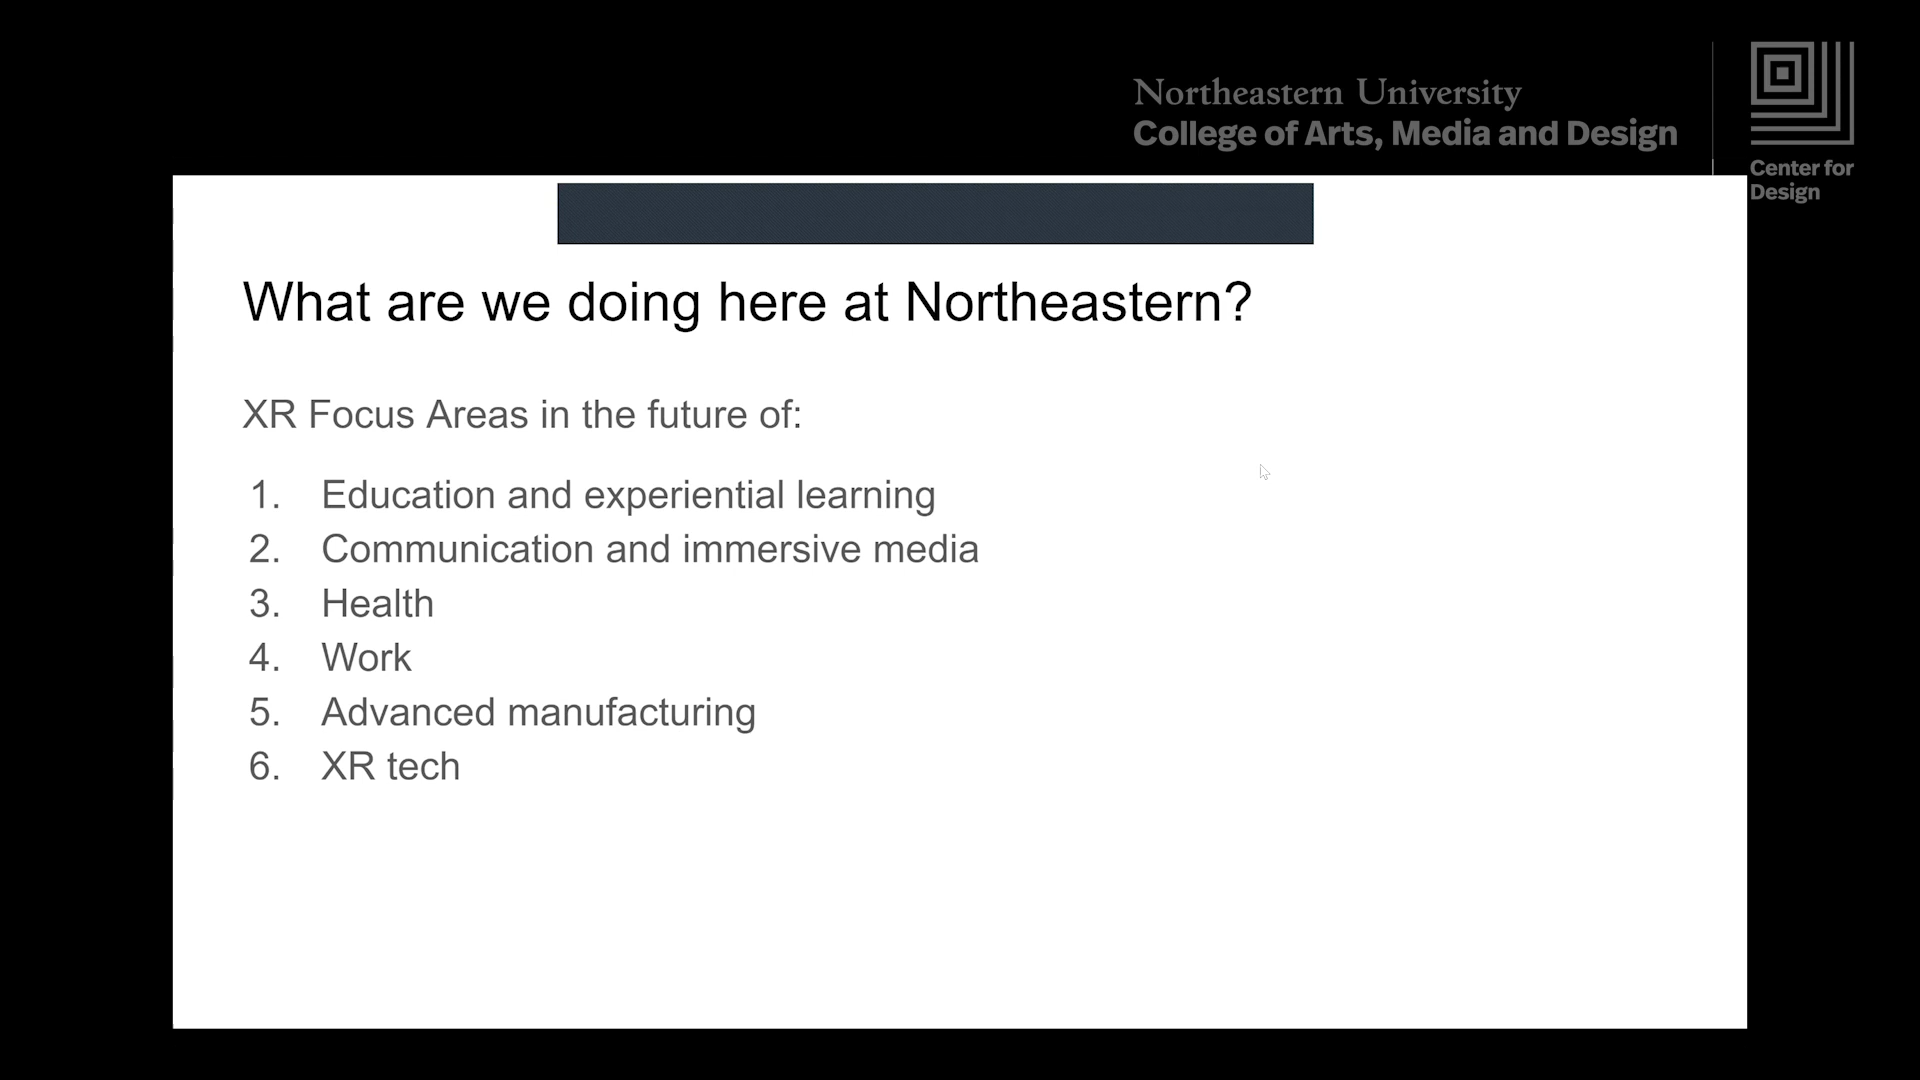 Northeastern University
College of Arts, Media and Design
Center for
Design
What are we doing here at Northeastern?
XR Focus Areas in the future of:
1. Education and experiential learning
2. Communication and immersive media
3. Health
4. Work
5. Advanced manufacturing
6. XR tech